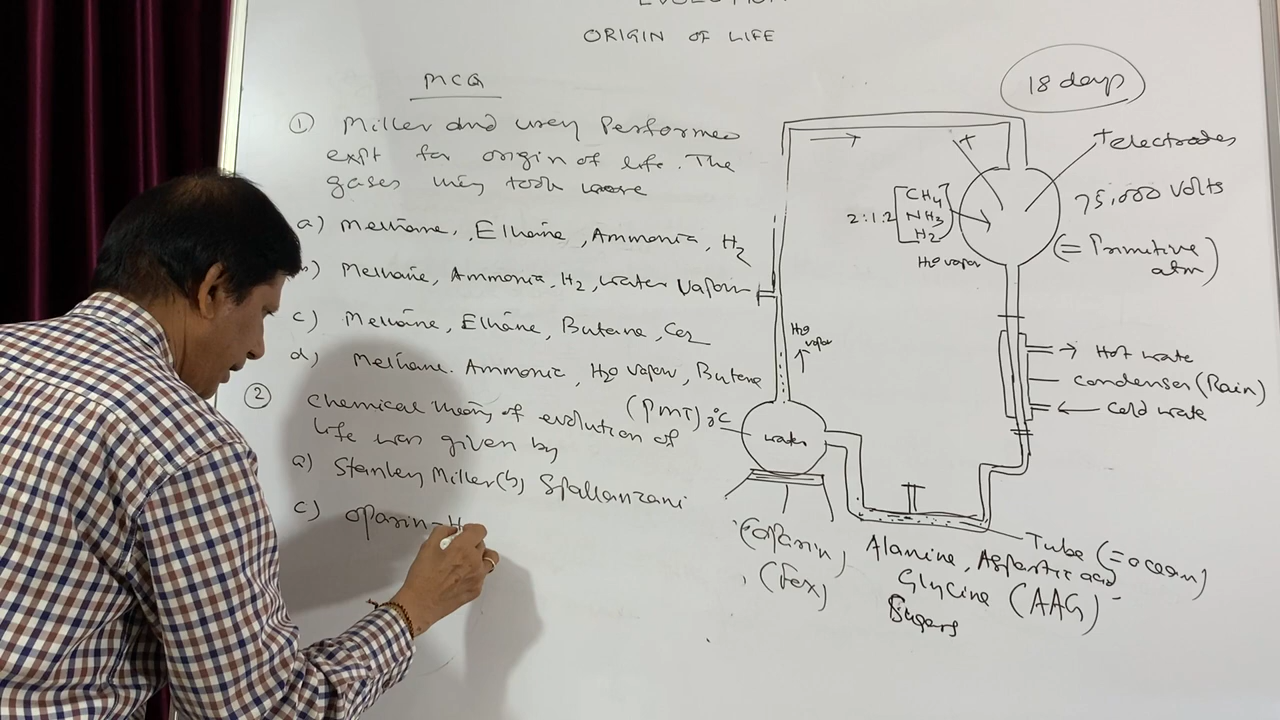 EVOLUTION
ORIGIN OF LIFE
MCQ
① Miller and Urey Performed
expt for origin of life. The
gases they took were
a) Methane, Ethane, Ammonia, H2
b) Methane, Ammonia, H2, water Vapour
c) Methane, Ethane, Butane, CO2
d) Methane. Ammonia, H2O vapour, Butane
② Chemical theory of evolution of
life was given by
a) Stanley Miller (b) Spallanzani
c) Oparin-H
18 days
+
+ electrodes
75,000 Volts
(= Primitive
atm)
CH4
2:1:2 NH3
H2
H2O vapor
H2O
vapor
→ Hot wate
Condenser (Rain)
← Cold wate
(PMT)
°C
water
Tube (= ocean)
(Oparin)
(Fox)
Alanine, Aspartic acid
Glycine (AAG)
Sugars